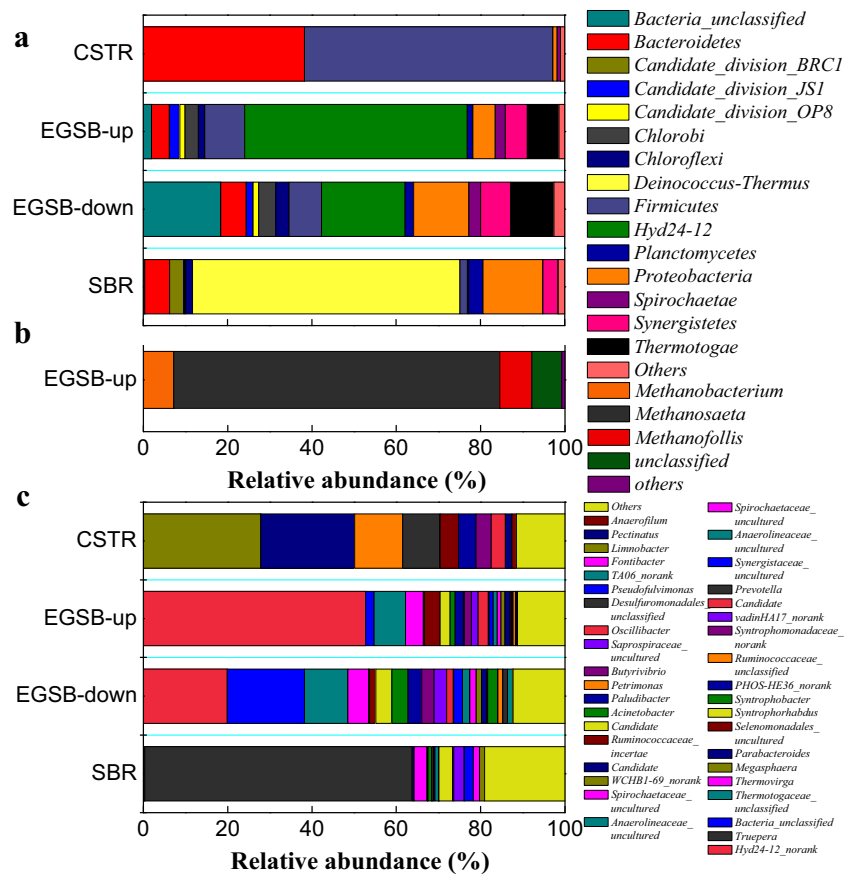 a
CSTR
EGSB-up
EGSB-down
SBR
b
EGSB-up
0 20 40 60 80 100
Relative abundance (%)
Bacteria_unclassified
Bacteroidetes
Candidate_division_BRC1
Candidate_division_JS1
Candidate_division_OP8
Chlorobi
Chloroflexi
Deinococcus-Thermus
Firmicutes
Hyd24-12
Planctomycetes
Proteobacteria
Spirochaetae
Synergistetes
Thermotogae
Others
Methanobacterium
Methanosaeta
Methanofollis
unclassified
others
c
CSTR
EGSB-up
EGSB-down
SBR
0 20 40 60 80 100
Relative abundance (%)
Others
Anaerofilum
Pectinatus
Limnobacter
Fontibacter
TA06_norank
Pseudofulvimonas
Desulfuromonadales_
unclassified
Oscillibacter
Saprospiraceae_
uncultured
Butyrivibrio
Petrimonas
Paludibacter
Acinetobacter
Candidate
Ruminococcaceae_
incertae
Candidate
WCHB1-69_norank
Spirochaetaceae_
uncultured
Anaerolineaceae_
uncultured
Spirochaetaceae_
uncultured
Anaerolineaceae_
uncultured
Synergistaceae_
uncultured
Prevotella
Candidate
vadinHA17_norank
Syntrophomonadaceae_
norank
Ruminococcaceae_
unclassified
PHOS-HE36_norank
Syntrophobacter
Syntrophorhabdus
Selenomonadales_
uncultured
Parabacteroides
Megasphaera
Thermovirga
Thermotogaceae_
unclassified
Bacteria_unclassified
Truepera
Hyd24-12_norank